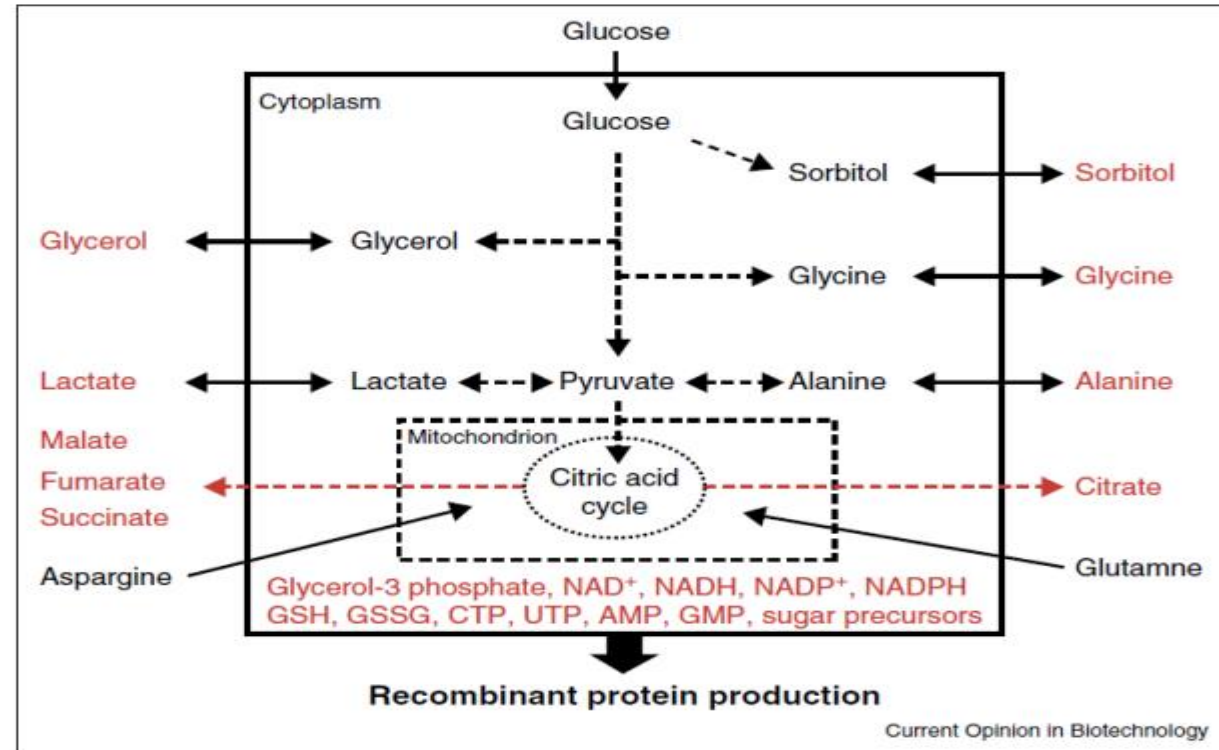 Glucose
Cytoplasm
Glucose
Sorbitol Sorbitol
Glycerol Glycerol
Glycine Glycine
Lactate Lactate Pyruvate Alanine Alanine
Malate
Mitochondrion
Fumarate Citric acid Citrate
cycle
Succinate
Aspargine Glutamne
Glycerol-3 phosphate, NAD⁺, NADH, NADP⁺, NADPH
GSH, GSSG, CTP, UTP, AMP, GMP, sugar precursors
Recombinant protein production
Current Opinion in Biotechnology